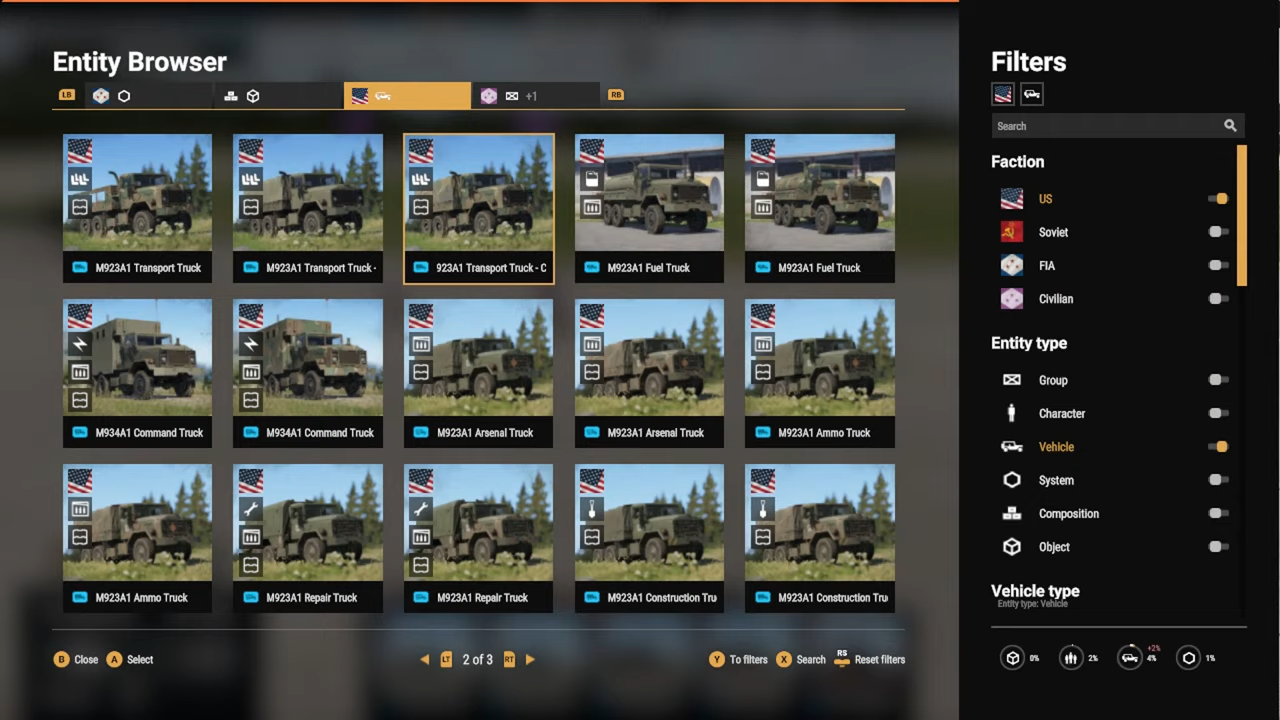 Entity Browser
LB
+1
RB
M923A1 Transport Truck
M923A1 Transport Truck -
923A1 Transport Truck - C
M923A1 Fuel Truck
M923A1 Fuel Truck
M934A1 Command Truck
M934A1 Command Truck
M923A1 Arsenal Truck
M923A1 Arsenal Truck
M923A1 Ammo Truck
M923A1 Ammo Truck
M923A1 Repair Truck
M923A1 Repair Truck
M923A1 Construction Tru
M923A1 Construction Tru
B Close A Select
LT 2 of 3 RT
Y To filters X Search RS Reset filters
Filters
Search
Faction
US
Soviet
FIA
Civilian
Entity type
Group
Character
Vehicle
System
Composition
Object
Vehicle type
Entity type: Vehicle
0% 2% +2% 4% 1%